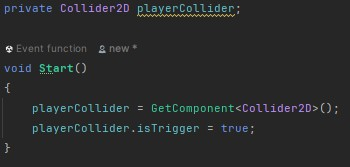 private Collider2D playerCollider;
Event function new *
void Start()
{
playerCollider = GetComponent<Collider2D>();
playerCollider.isTrigger = true;
}